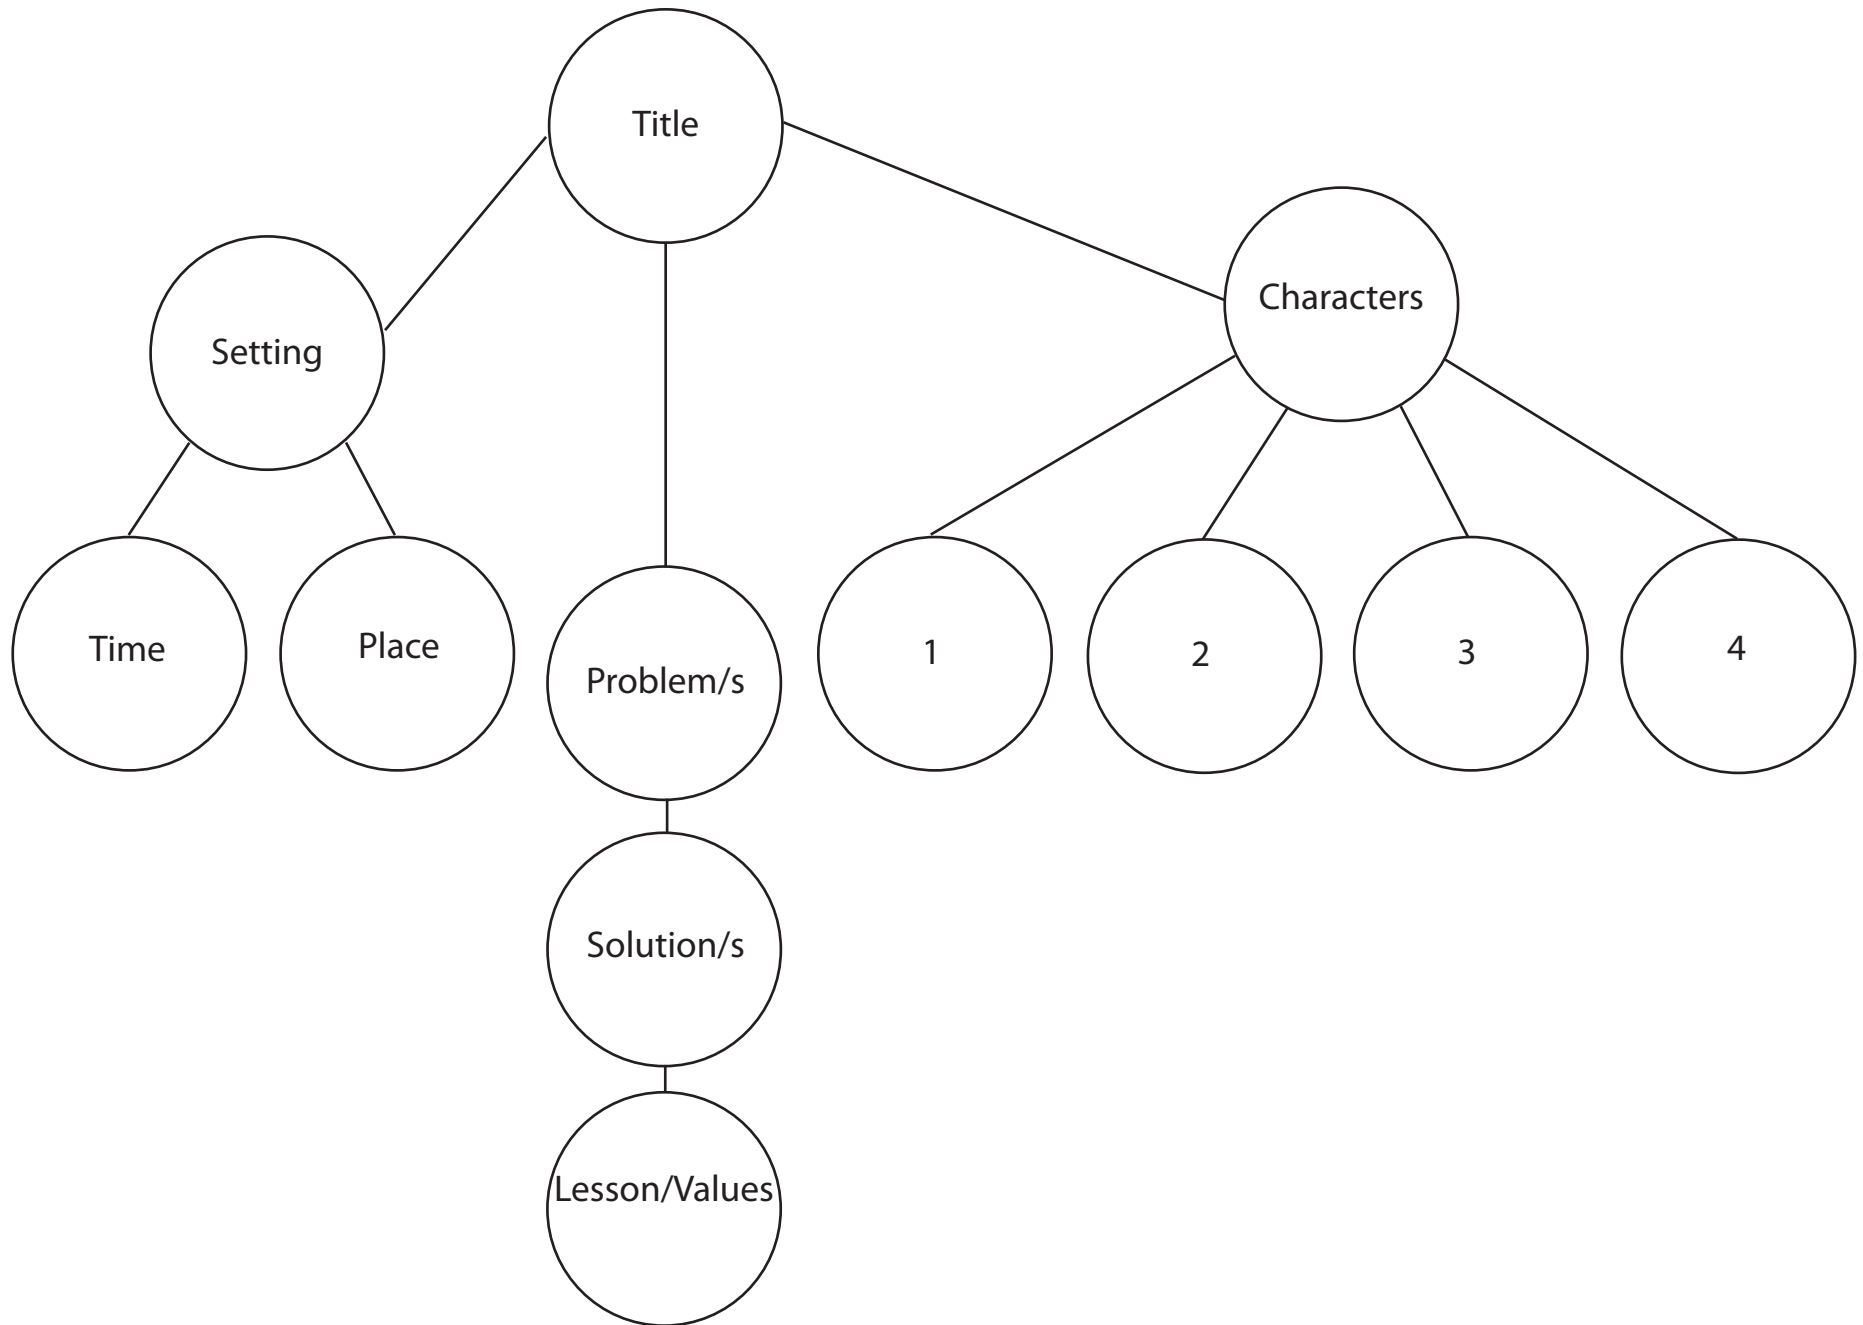 Title
Characters
Setting
Time
Place
Problem/s
1
2
3
4
Solution/s
Lesson/Values